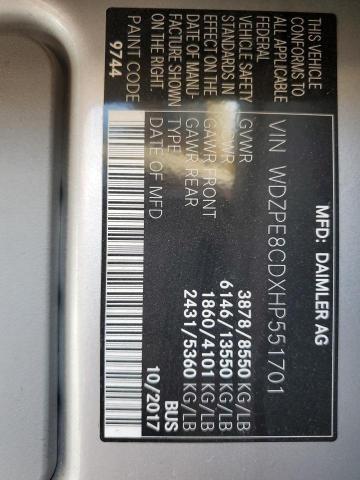 MFD: DAIMLER AG
VIN WDZPE8CDXHP551701
THIS VEHICLE
CONFORMS TO
ALL APPLICABLE
FEDERAL
VEHICLE SAFETY
STANDARDS IN
EFFECT ON THE
DATE OF MANU-
FACTURE SHOWN
ON THE RIGHT.
GVWR 3878/8550 KG/LB
GCWR 6146/13550 KG/LB
GAWR FRONT 1860/4101 KG/LB
GAWR REAR 2431/5360 KG/LB
TYPE BUS
DATE OF MANU 10/2017
PAINT CODE
9744